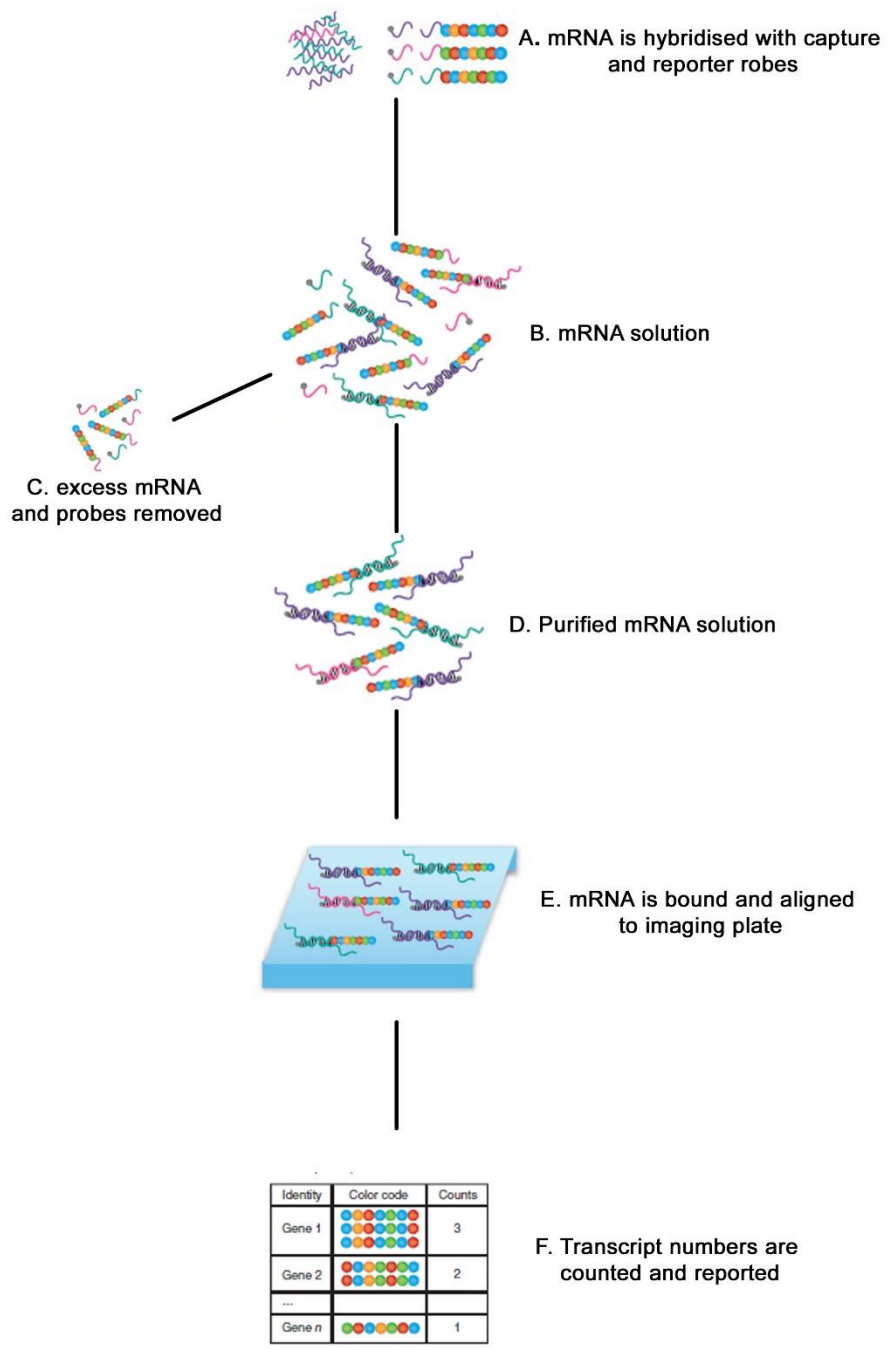 A. mRNA is hybridised with capture
and reporter robes
B. mRNA solution
C. excess mRNA
and probes removed
D. Purified mRNA solution
E. mRNA is bound and aligned
to imaging plate
Identity Color code Counts
Gene 1 3
Gene 2 2
...
Gene n 1
F. Transcript numbers are
counted and reported